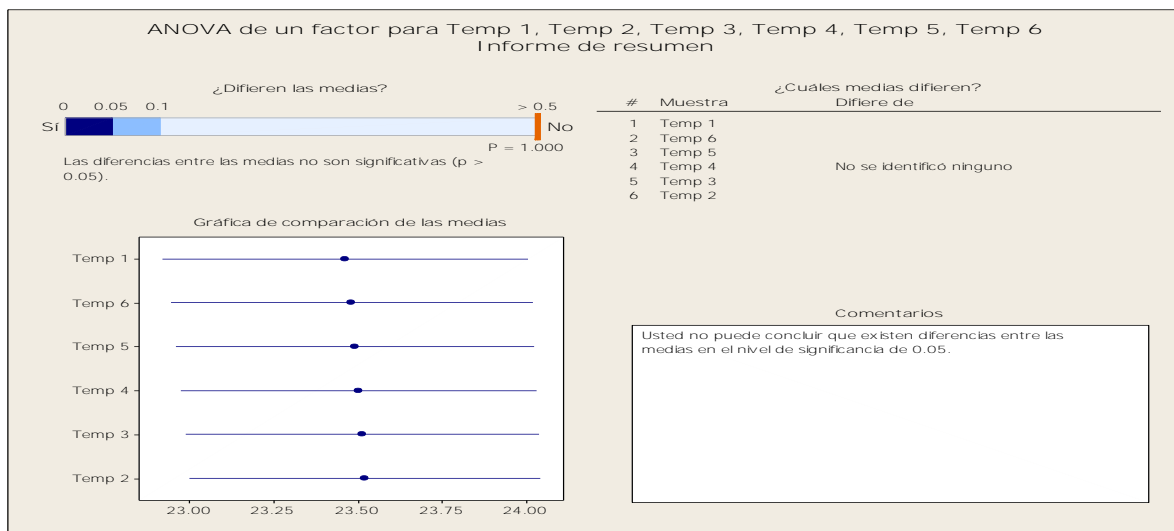 ANOVA de un factor para Temp 1, Temp 2, Temp 3, Temp 4, Temp 5, Temp 6
Informe de resumen
¿Difieren las medias?
0 0.05 0.1 > 0.5
Sí No
P = 1.000
Las diferencias entre las medias no son significativas (p >
0.05).
¿Cuáles medias difieren?
# Muestra Difiere de
1 Temp 1
2 Temp 6
3 Temp 5
4 Temp 4 No se identificó ninguno
5 Temp 3
6 Temp 2
Gráfica de comparación de las medias
Temp 1
Temp 6
Temp 5
Temp 4
Temp 3
Temp 2
23.00 23.25 23.50 23.75 24.00
Comentarios
Usted no puede concluir que existen diferencias entre las
medias en el nivel de significancia de 0.05.